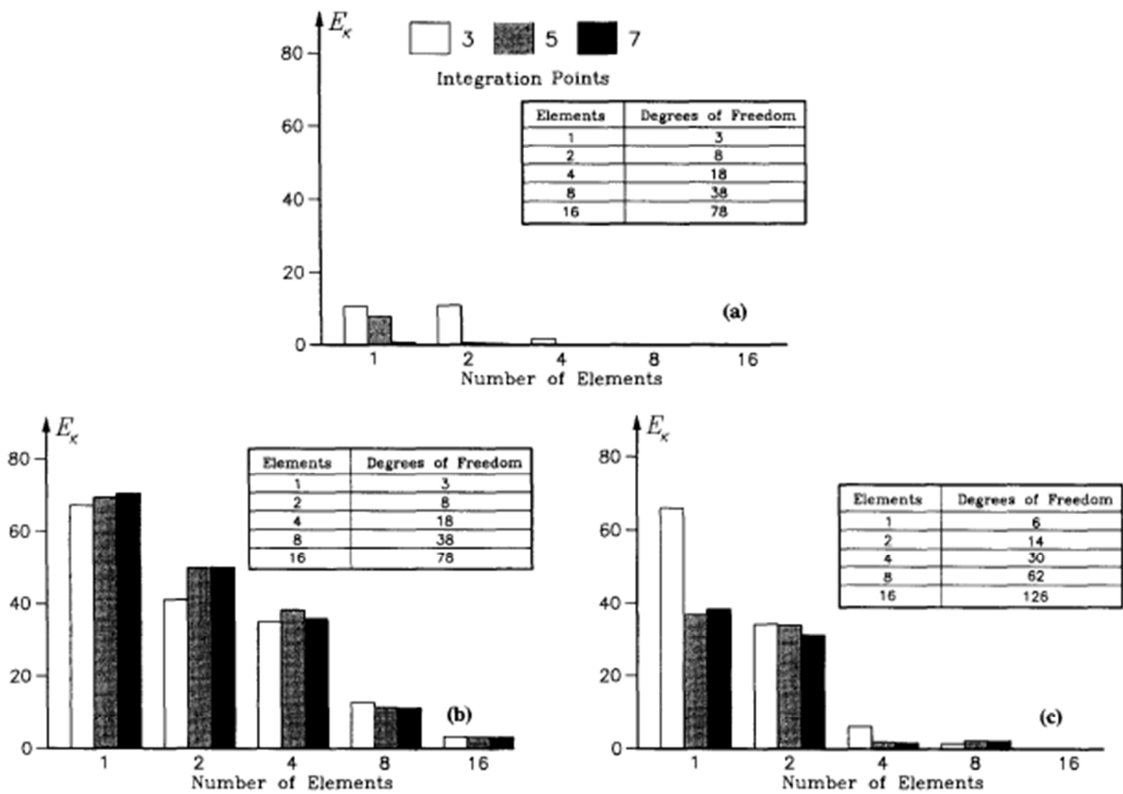 E_κ
3 5 7
Integration Points
80
60
40
20
0
Elements Degrees of Freedom
1 3
2 8
4 18
8 38
16 78
(a)
1 2 4 8 16
Number of Elements
E_κ
80
60
40
20
0
Elements Degrees of Freedom
1 3
2 8
4 18
8 38
16 78
(b)
1 2 4 8 16
Number of Elements
E_κ
80
60
40
20
0
Elements Degrees of Freedom
1 6
2 14
4 30
8 62
16 126
(c)
1 2 4 8 16
Number of Elements